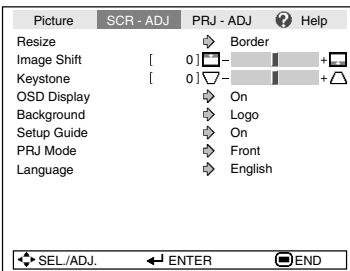 Picture SCR - ADJ PRJ - ADJ ? Help
Resize Border
Image Shift [ 0 ] - +
Keystone [ 0 ] - +
OSD Display On
Background Logo
Setup Guide On
PRJ Mode Front
Language English
SEL./ADJ. ENTER END